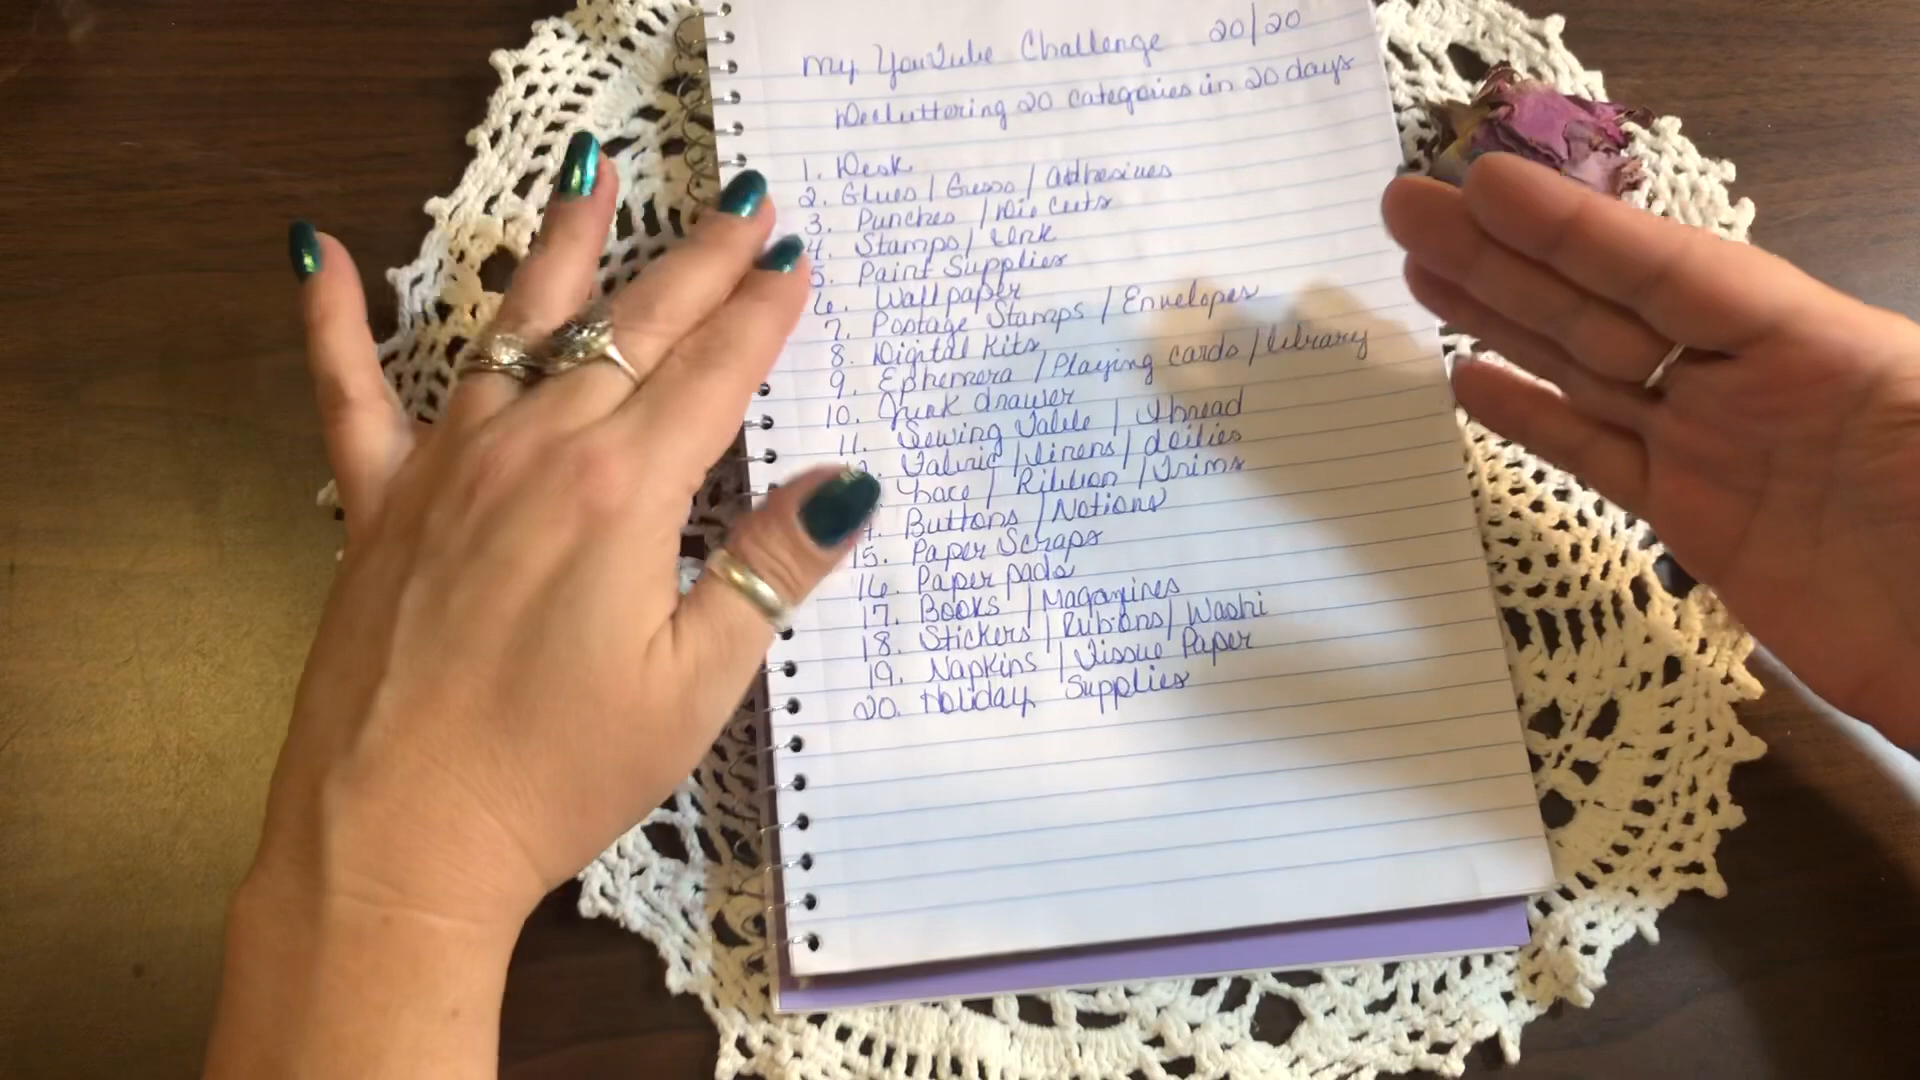 My YouTube Challenge 20/20
Decluttering 20 categories in 20 days
1. Desk
2. Glues / Gesso / Adhesives
3. Punches / Die Cuts
4. Stamps / Ink
5. Paint Supplies
6. Wallpaper
7. Postage Stamps / Envelopes
8. Digital Kits
9. Ephemera / Playing cards / library
10. Junk drawer
11. Sewing Table / Thread
12. Fabric / Linens / doilies
Lace / Ribbon / Trims
4. Buttons / Notions
15. Paper Scraps
16. Paper pads
17. Books / Magazines
18. Stickers / Rub-ons / Washi
19. Napkins / Tissue Paper
20. Holiday Supplies